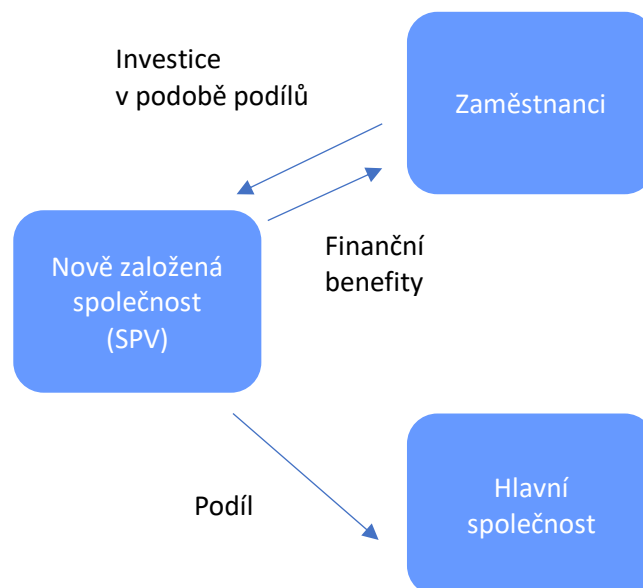 Investice
v podobě podílů
Zaměstnanci
Nově založená
společnost
(SPV)
Finanční
benefity
Podíl
Hlavní
společnost